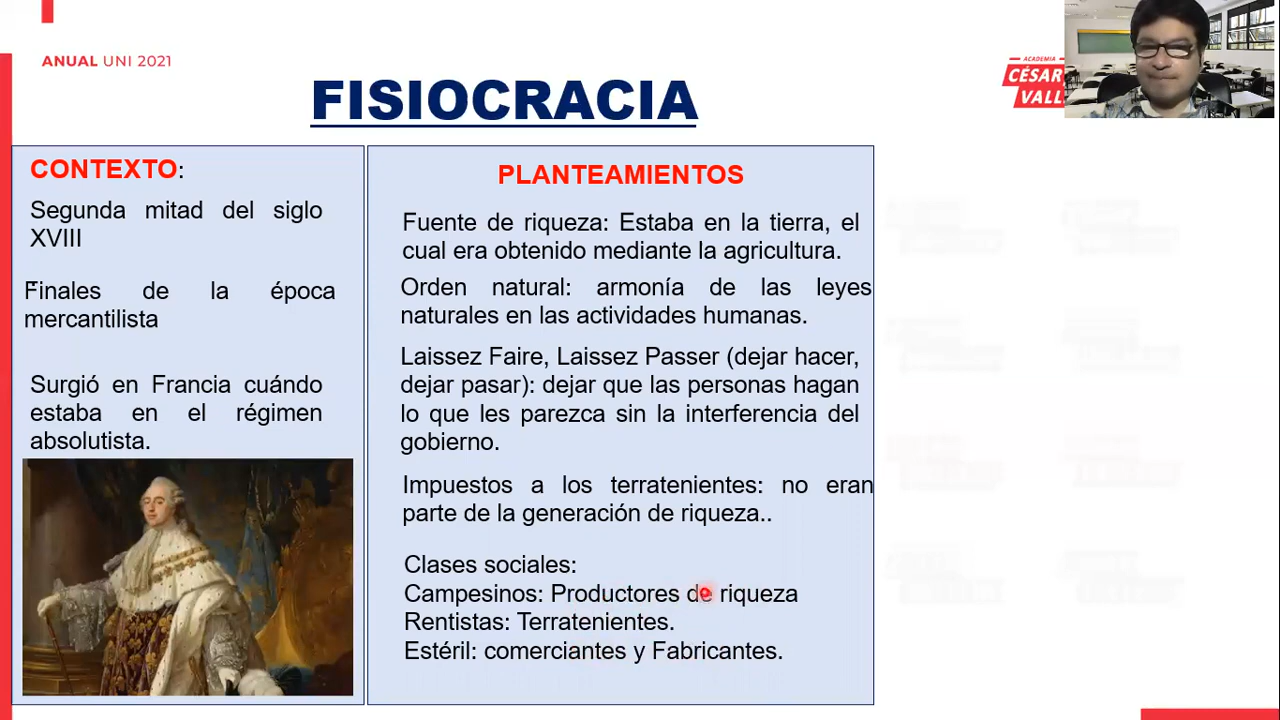 ANUAL UNI 2021
ACADEMIA
CÉSAR
VALL
FISIOCRACIA
CONTEXTO:
Segunda mitad del siglo
XVIII
Finales de la época
mercantilista
Surgió en Francia cuándo
estaba en el régimen
absolutista.
PLANTEAMIENTOS
Fuente de riqueza: Estaba en la tierra, el
cual era obtenido mediante la agricultura.
Orden natural: armonía de las leyes
naturales en las actividades humanas.
Laissez Faire, Laissez Passer (dejar hacer,
dejar pasar): dejar que las personas hagan
lo que les parezca sin la interferencia del
gobierno.
Impuestos a los terratenientes: no eran
parte de la generación de riqueza..
Clases sociales:
Campesinos: Productores de riqueza
Rentistas: Terratenientes.
Estéril: comerciantes y Fabricantes.